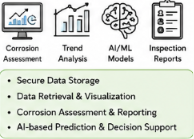 Corrosion Assessment
Trend Analysis
AI/ML Models
Inspection Reports
• Secure Data Storage
• Data Retrieval & Visualization
• Corrosion Assessment & Reporting
• AI-based Prediction & Decision Support